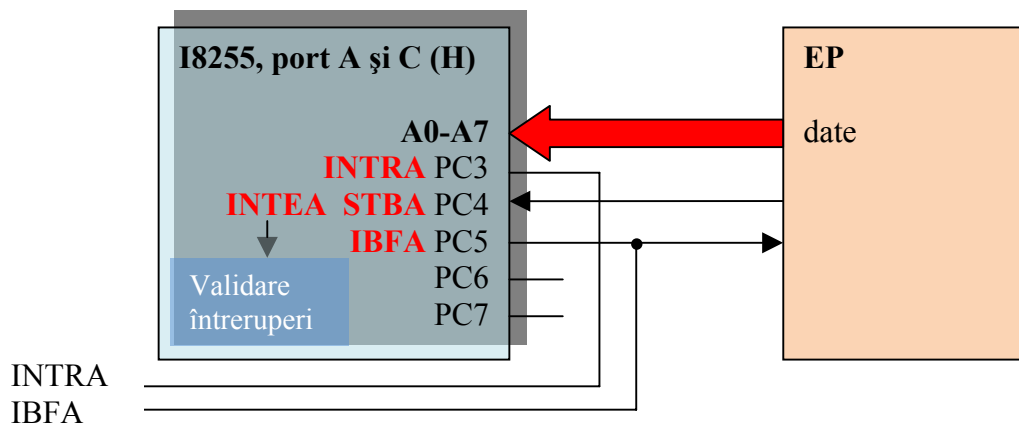 I8255, port A şi C (H)
EP
A0-A7
date
INTRA PC3
INTEA STBA PC4
IBFA PC5
PC6
PC7
Validare
întreruperi
INTRA
IBFA